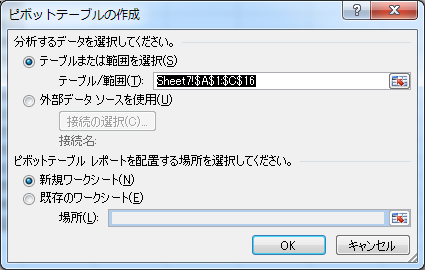 ピボットテーブルの作成
分析するデータを選択してください。
テーブルまたは範囲を選択(S)
テーブル/範囲(T): Sheet7!$A$1:$C$16
外部データ ソースを使用(U)
接続の選択(C)...
接続名:
ピボットテーブル レポートを配置する場所を選択してください。
新規ワークシート(N)
既存のワークシート(E)
場所(L):
OK キャンセル